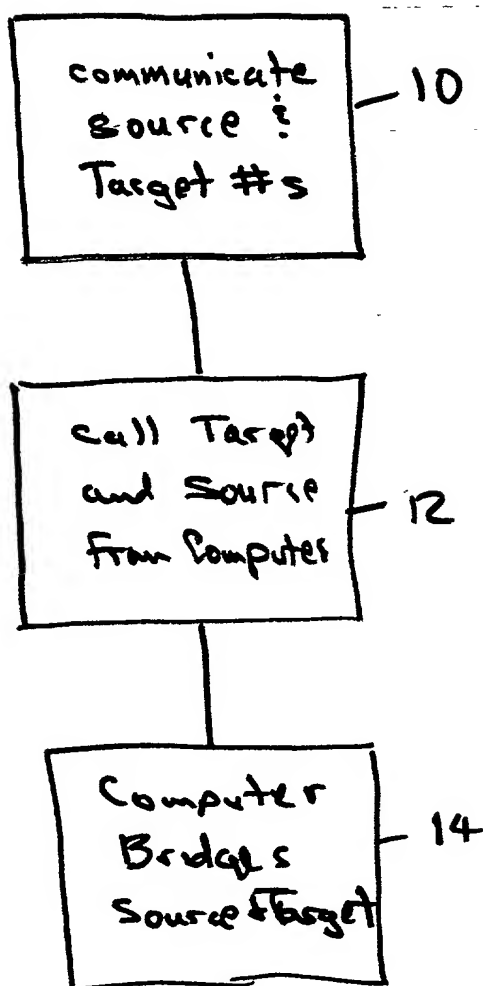 communicate
source &
Target #s
10
call Target
and Source
from Computer
12
Computer
Bridges
Source & Target
14